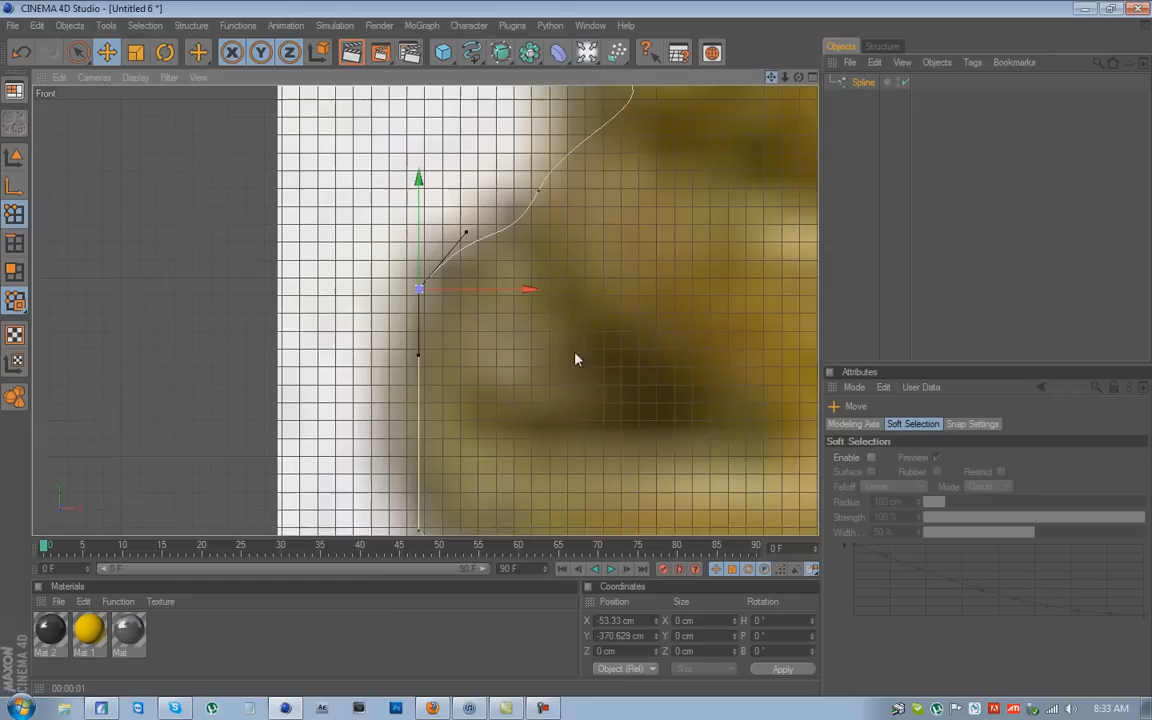 CINEMA 4D Studio - [Untitled 6 *]
File Edit Objects Tools Selection Structure Functions Animation Simulation Render MoGraph Character Plugins Python Window Help
Edit Cameras Display Filter View
Front
Objects Structure
File Edit View Objects Tags Bookmarks
Spline
Attributes
Mode Edit User Data
Move
Modeling Axis Soft Selection Snap Settings
Soft Selection
Enable Preview
Surface Rubber Restrict
Falloff Linear Mode Group
Radius 100 cm
Strength 100 %
Width . . 50 %
0 5 10 15 20 25 30 35 40 45 50 55 60 65 70 75 80 85 90 0 F
0 F 0 F 90 F 90 F
Materials
File Edit Function Texture
Mat.2 Mat.1 Mat
Coordinates
Position Size Rotation
X -53.33 cm X 0 cm H 0 °
Y -370.629 cm Y 0 cm P 0 °
Z 0 cm Z 0 cm B 0 °
Object (Rel) Size Apply
MAXON
CINEMA 4D
00:00:01
8:33 AM